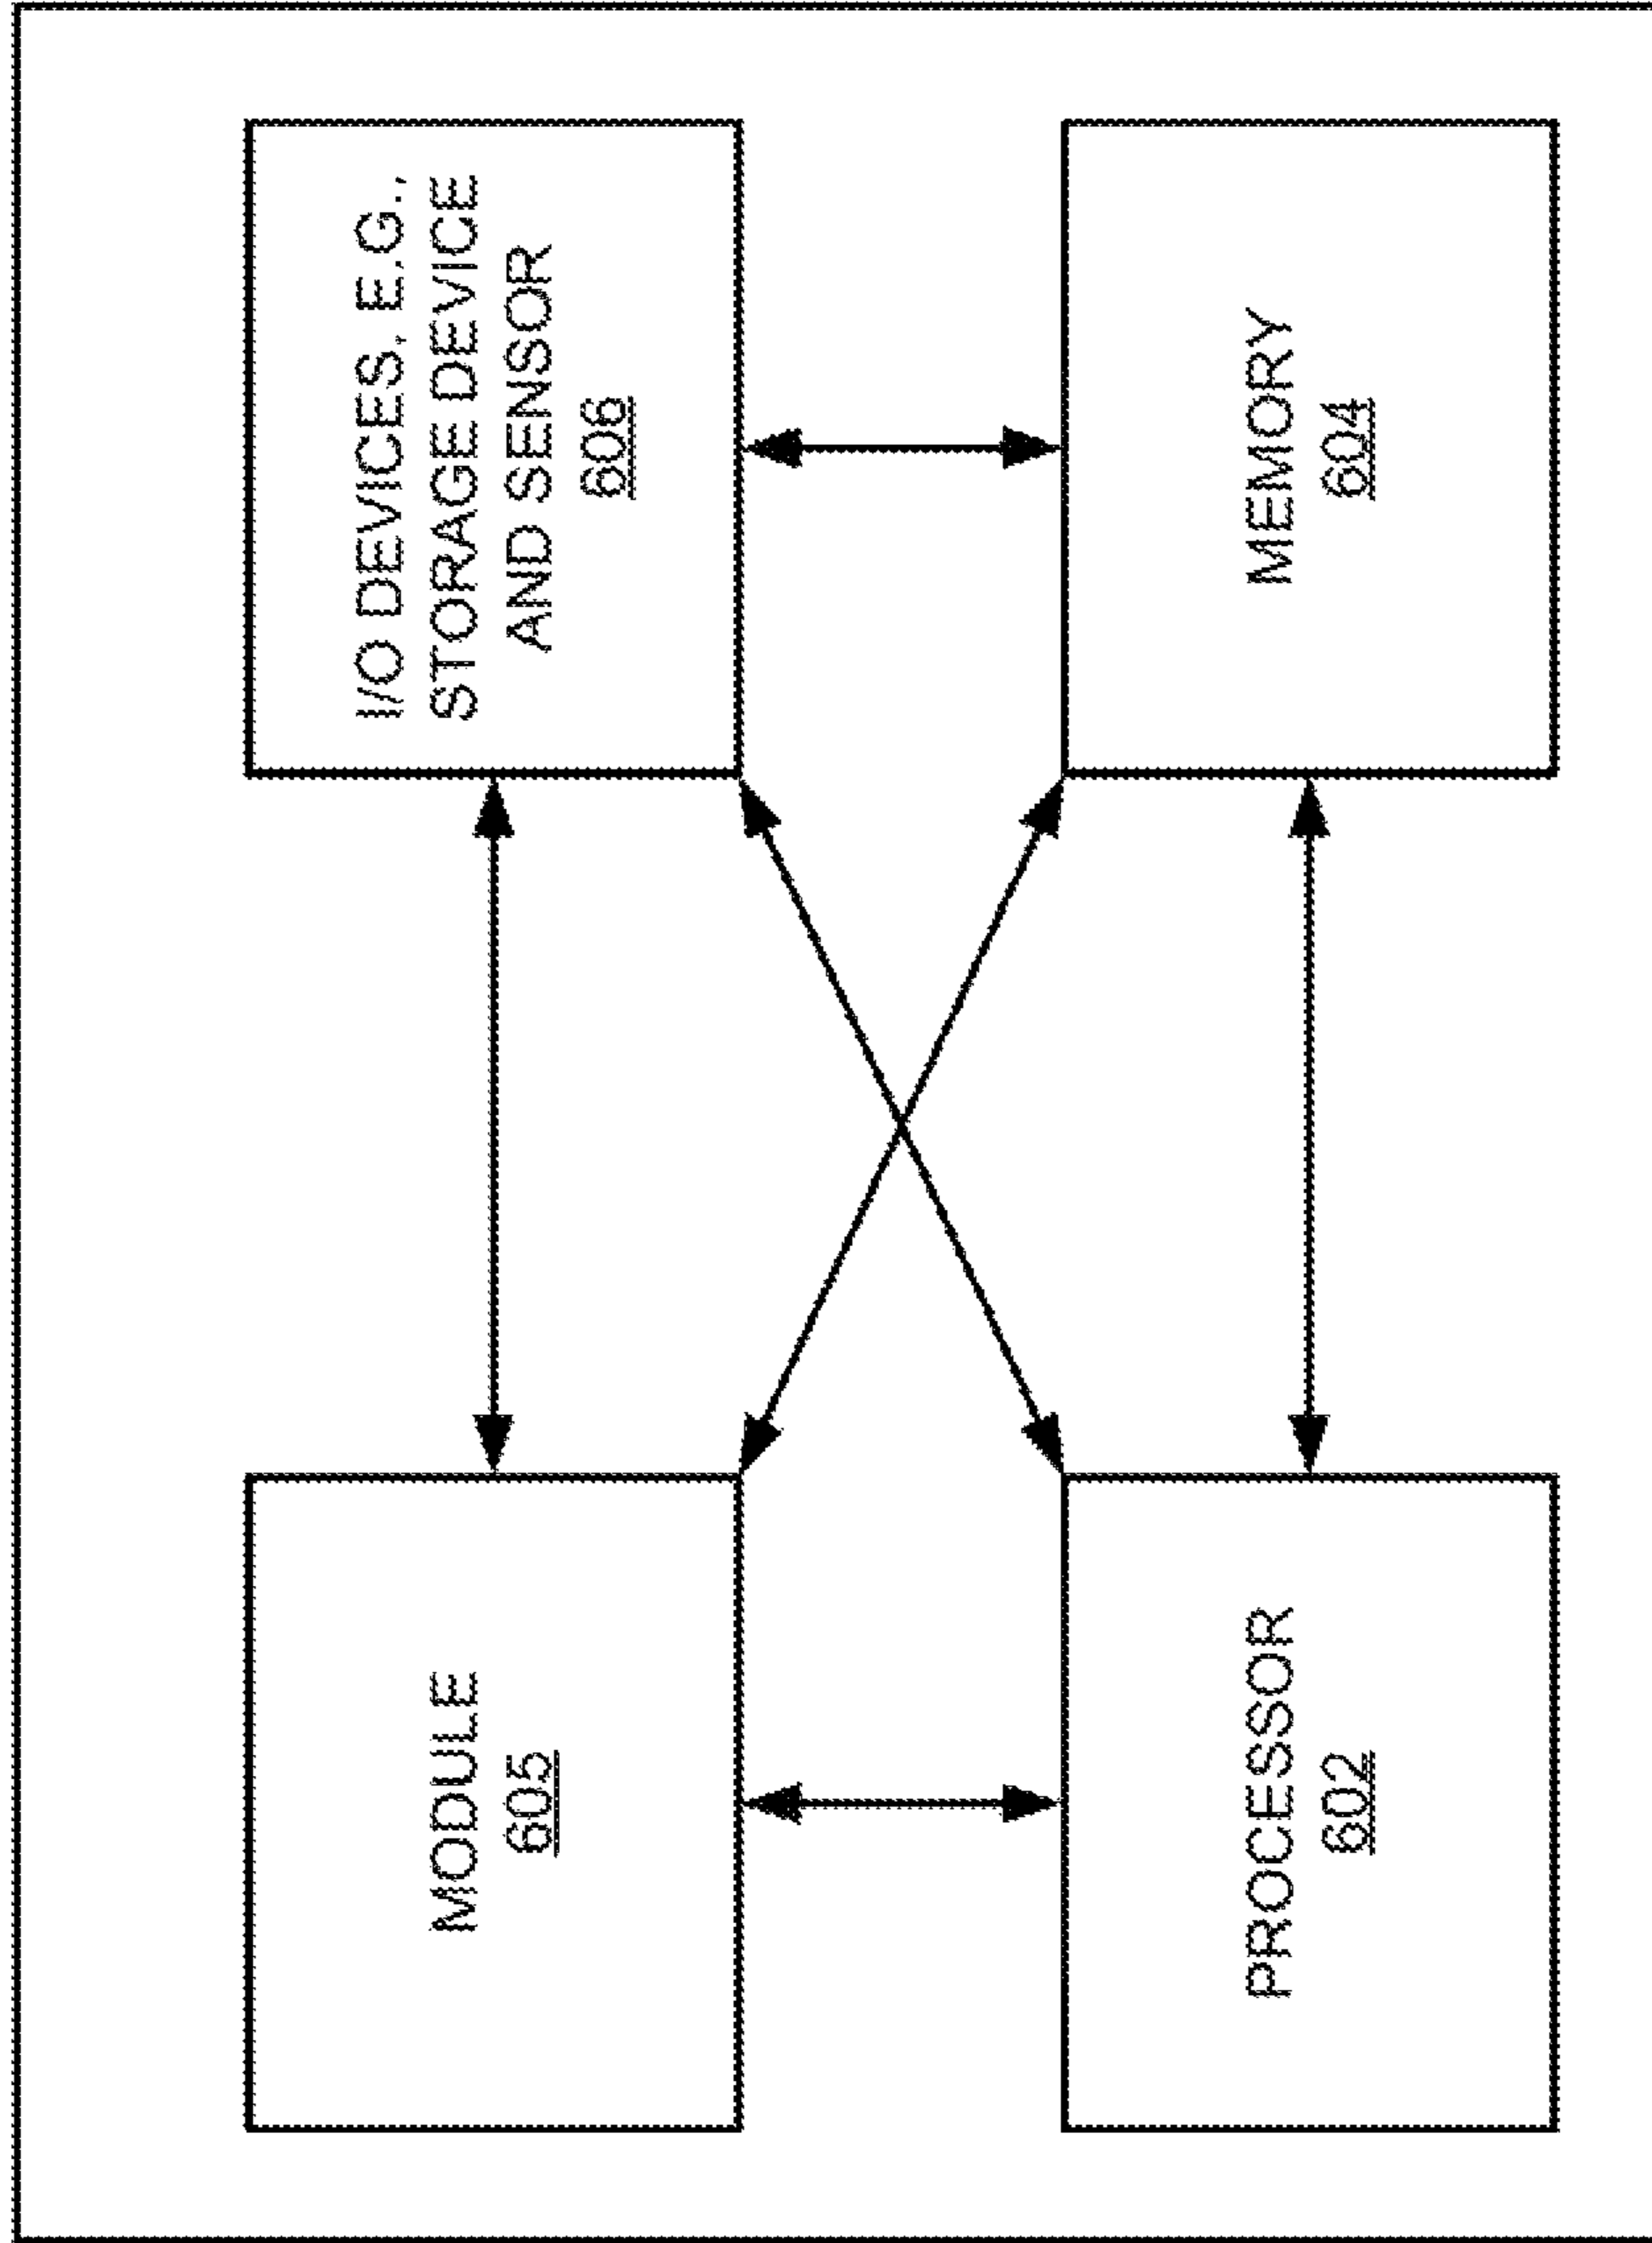 MODULE
605
I/O DEVICES, E.G.,
STORAGE DEVICE
AND SENSOR
606
PROCESSOR
602
MEMORY
604